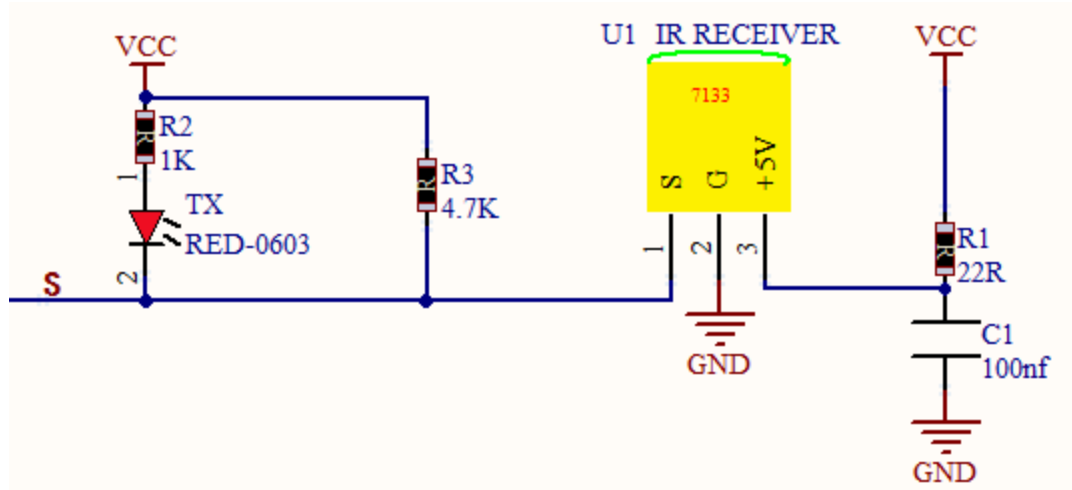 VCC
R
R2
1K
1
TX
RED-0603
2
S
R
R3
4.7K
U1 IR RECEIVER
7133
S
G
+5V
1
2
3
GND
VCC
R
R1
22R
C1
100nf
GND